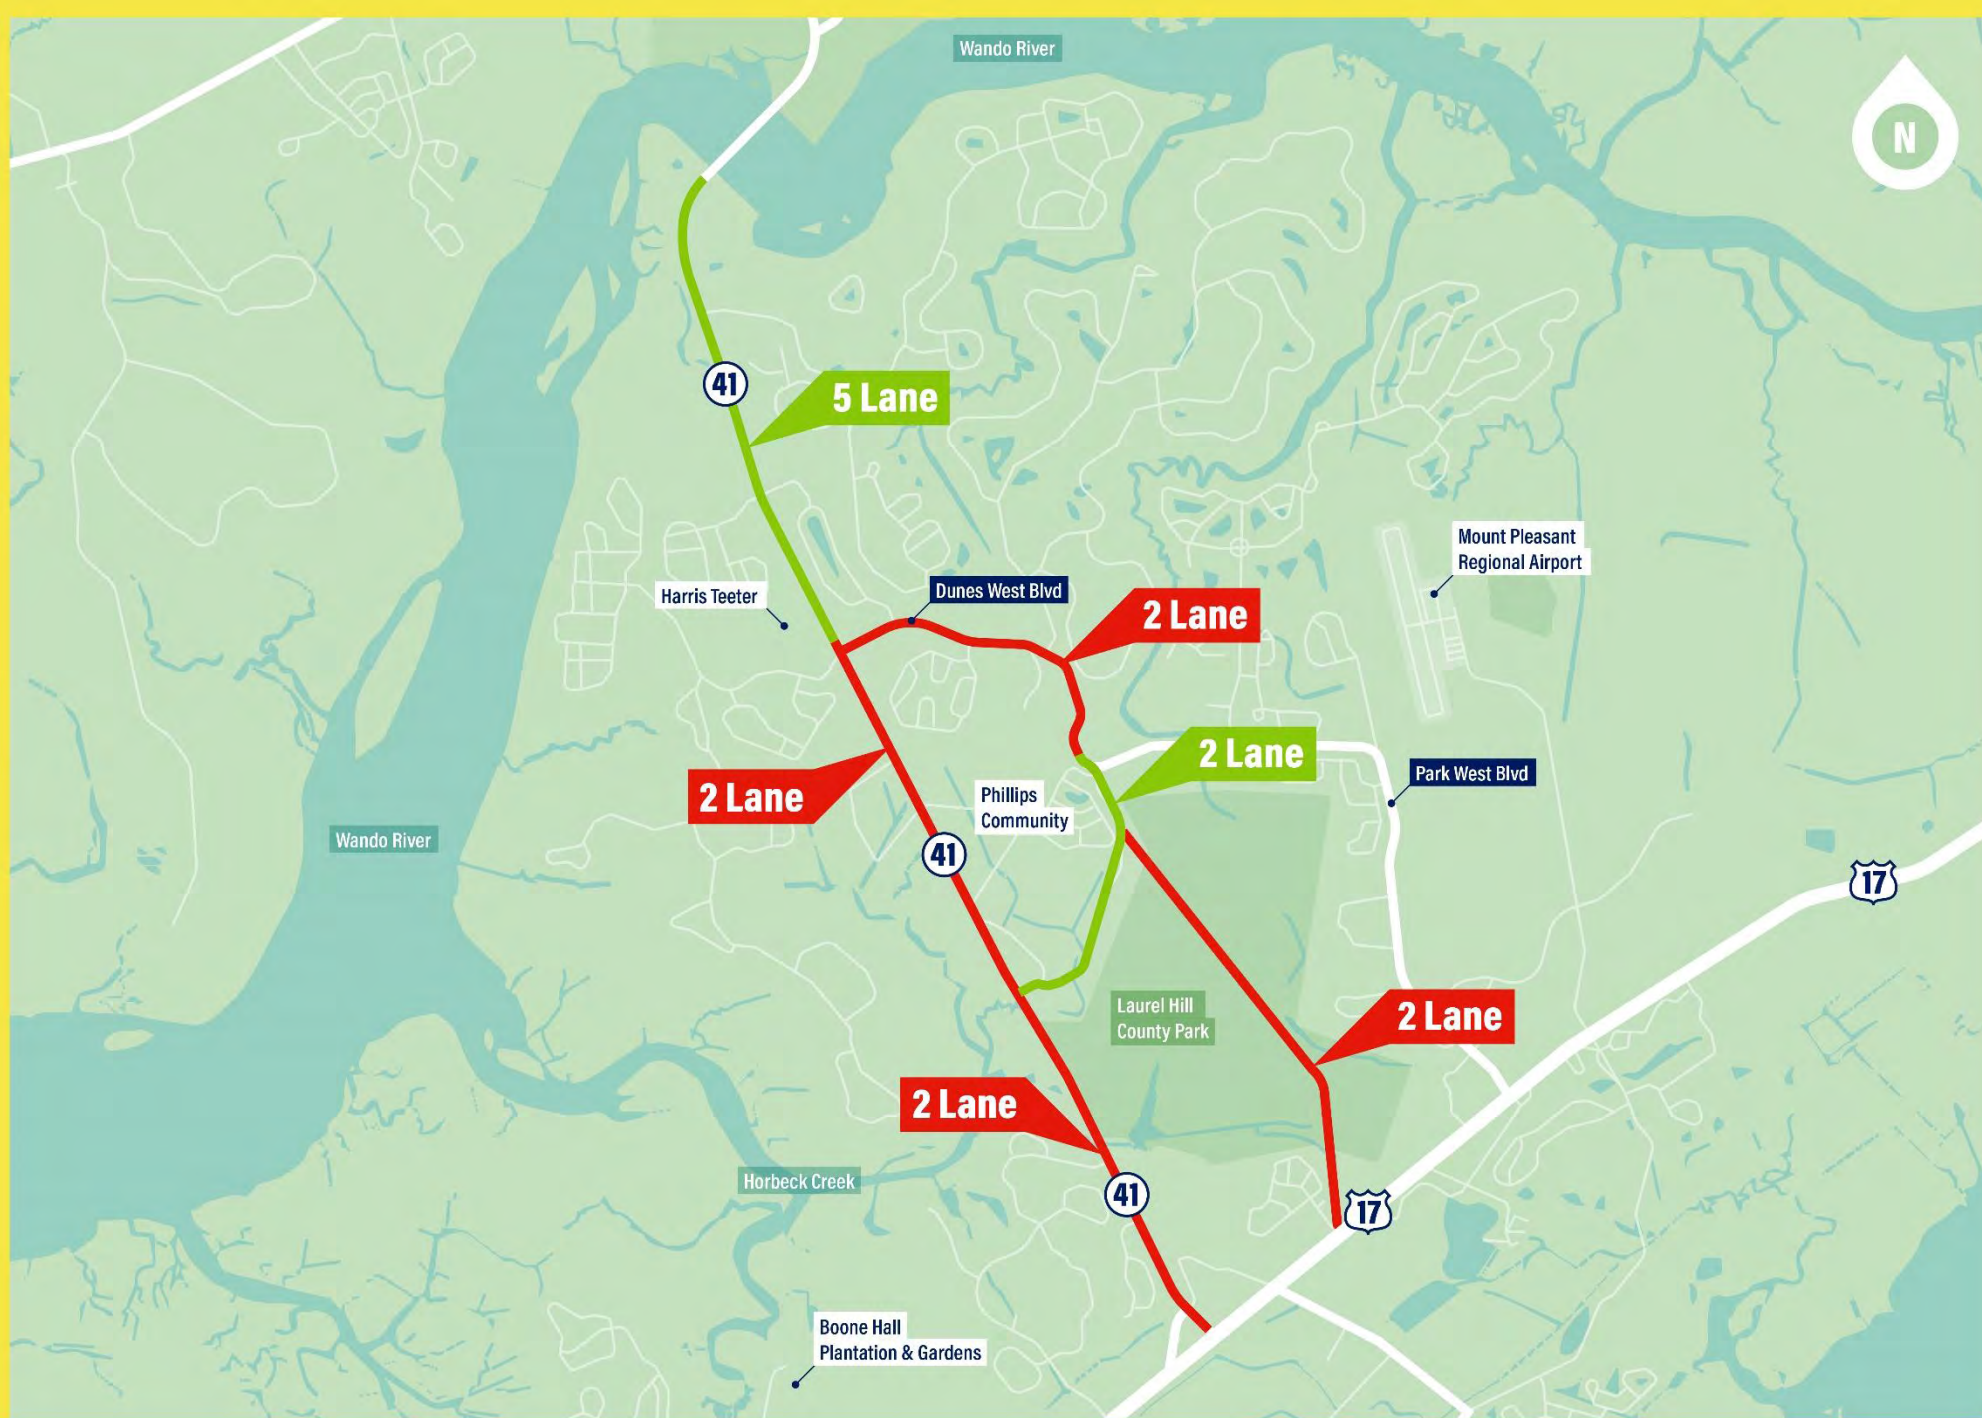 Wando River
N
41
5 Lane
Mount Pleasant
Regional Airport
Harris Teeter
Dunes West Blvd
2 Lane
2 Lane
Park West Blvd
2 Lane
Phillips
Community
Wando River
41
17
Laurel Hill
County Park
2 Lane
2 Lane
Horbeck Creek
41
17
Boone Hall
Plantation & Gardens